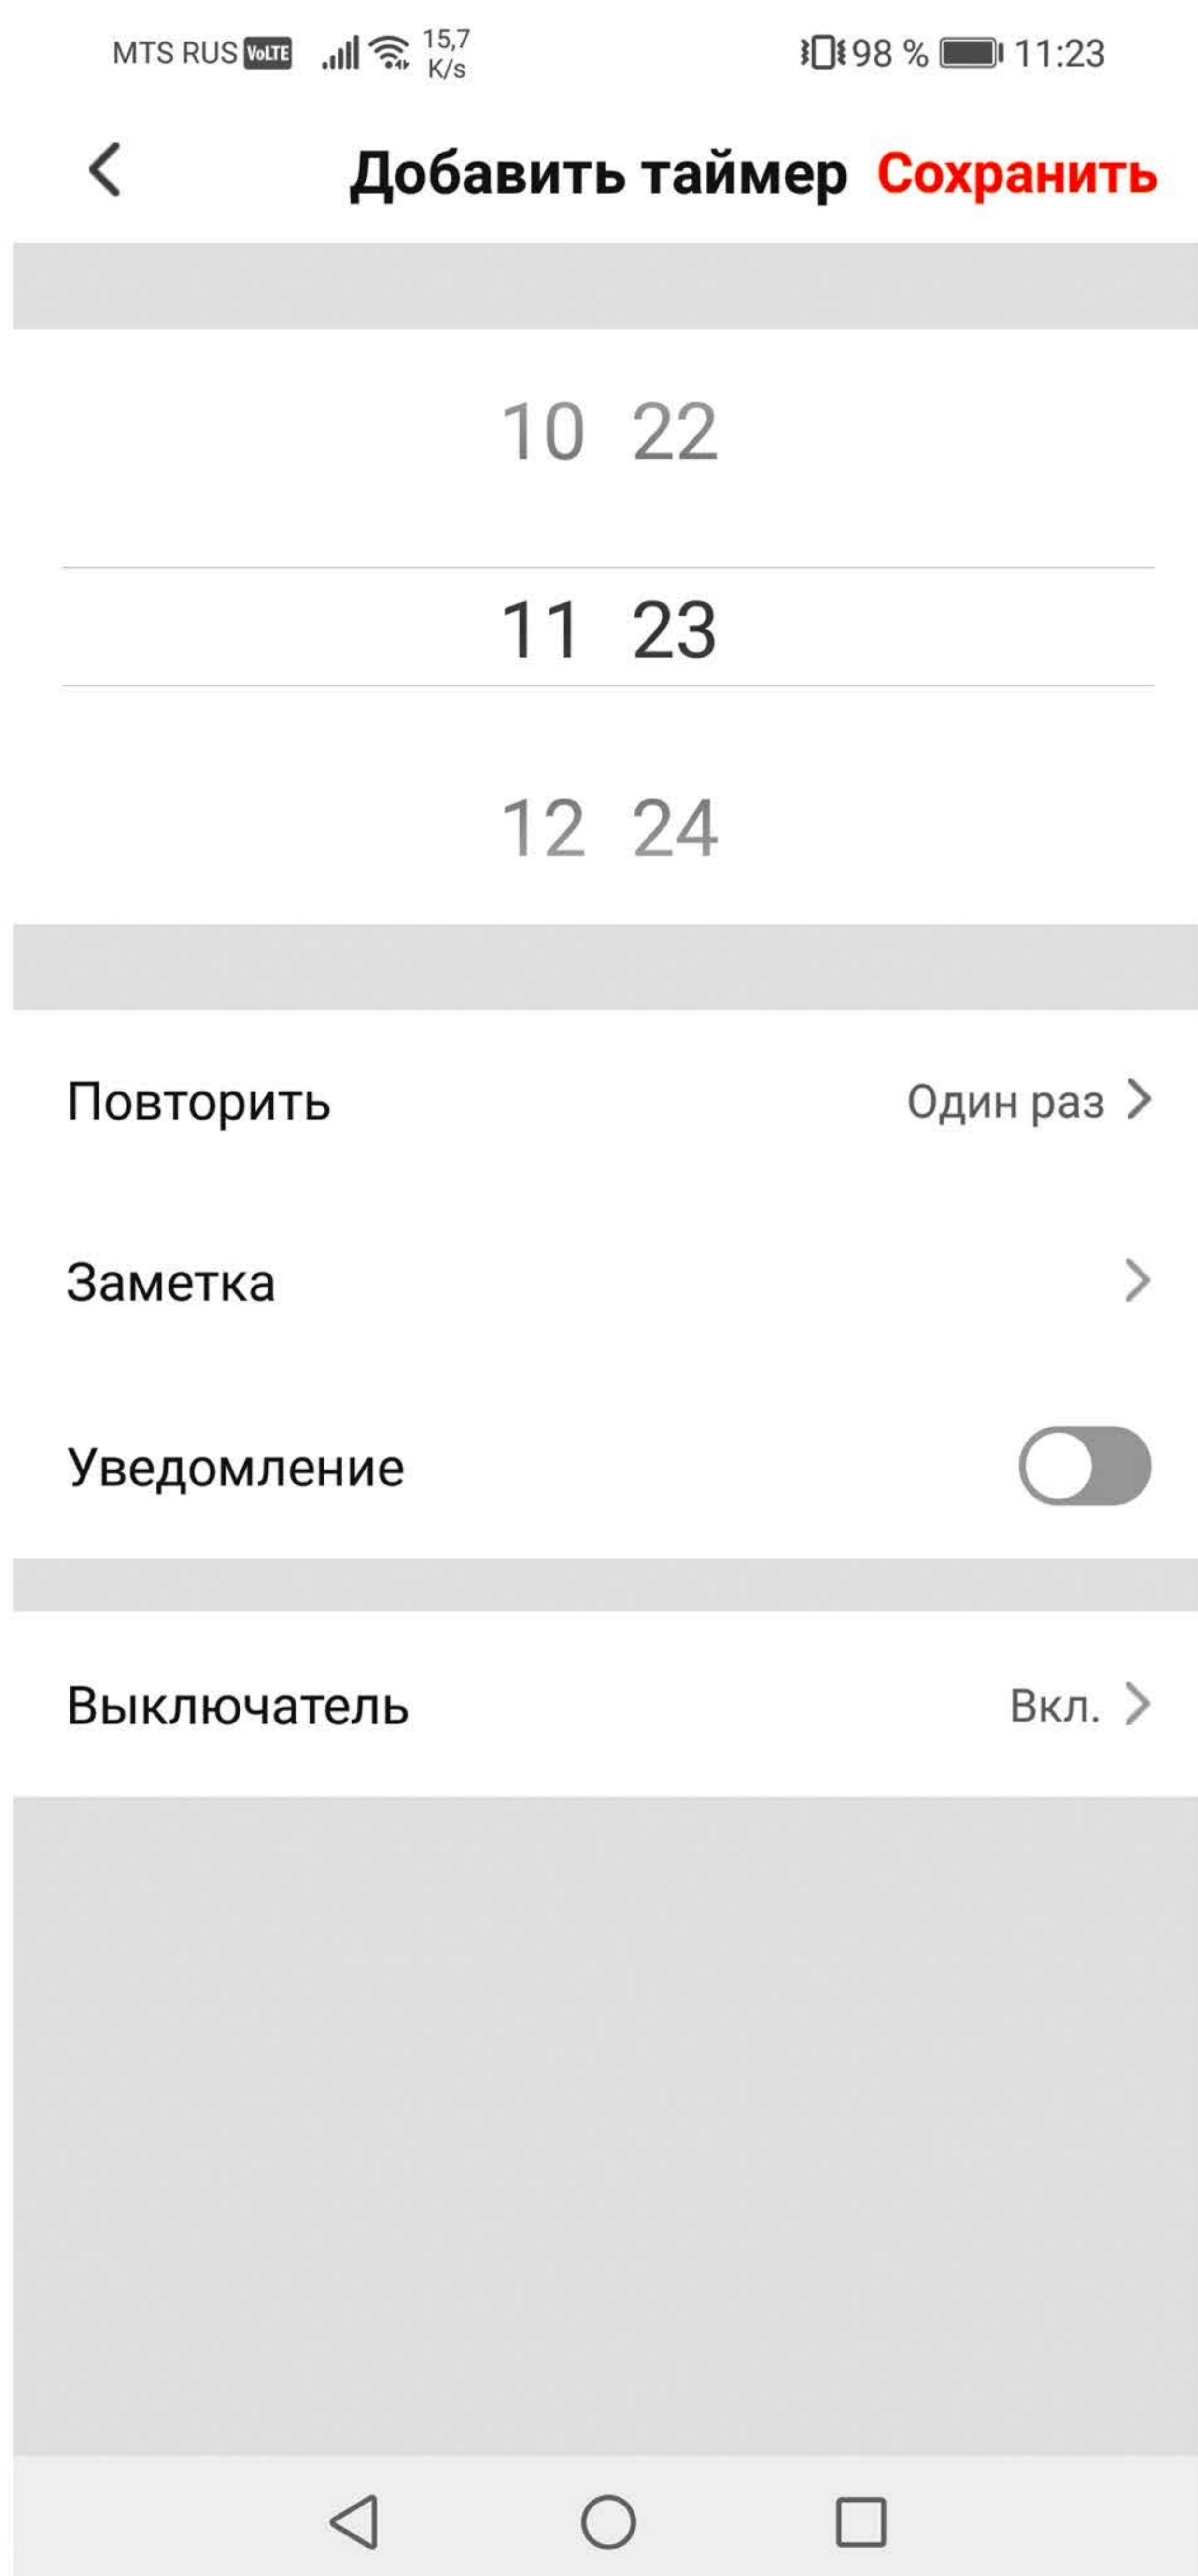 MTS RUS VoLTE 15,7 K/s 98 % 11:23
Добавить таймер Сохранить
10 22
11 23
12 24
Повторить Один раз
Заметка
Уведомление
Выключатель Вкл.